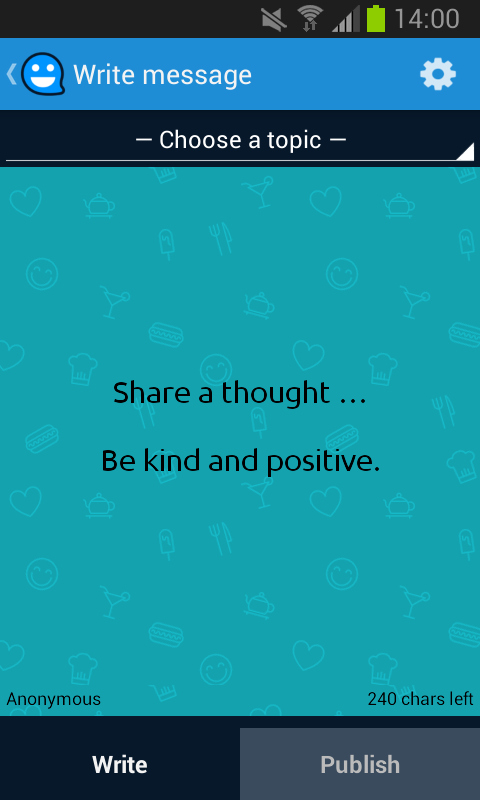 14:00
Write message
— Choose a topic —
Share a thought …
Be kind and positive.
Anonymous
240 chars left
Write
Publish